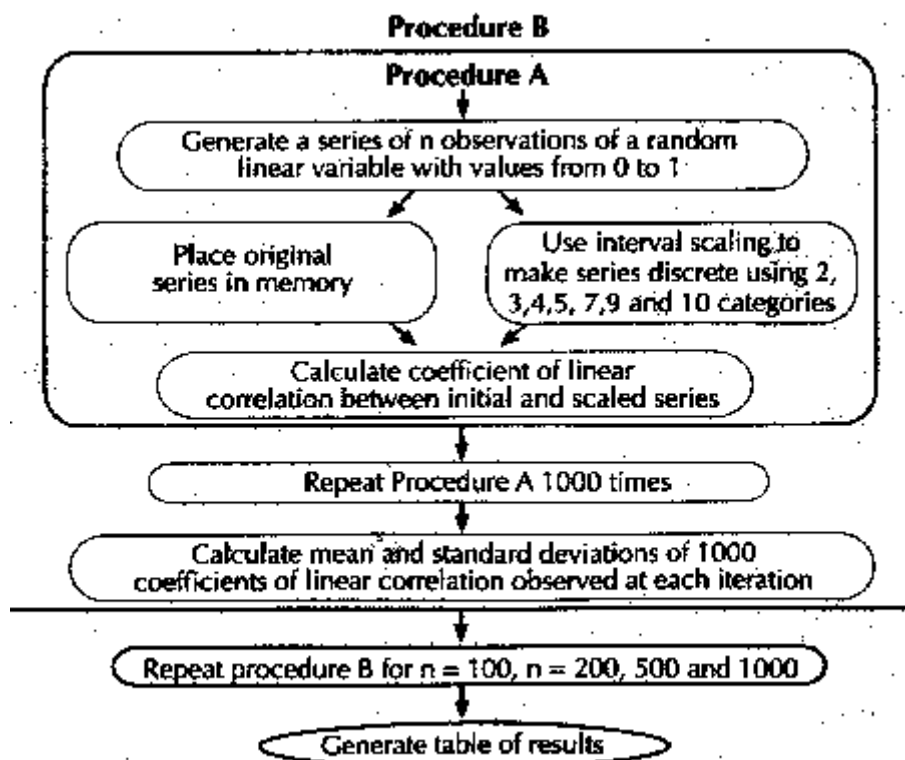 Procedure B
Procedure A
Generate a series of n observations of a random
linear variable with values from 0 to 1
Place original
series in memory
Use interval scaling to
make series discrete using 2,
3,4,5, 7,9 and 10 categories
Calculate coefficient of linear
correlation between initial and scaled series
Repeat Procedure A 1000 times
Calculate mean and standard deviations of 1000
coefficients of linear correlation observed at each iteration
Repeat procedure B for n = 100, n = 200, 500 and 1000
Generate table of results